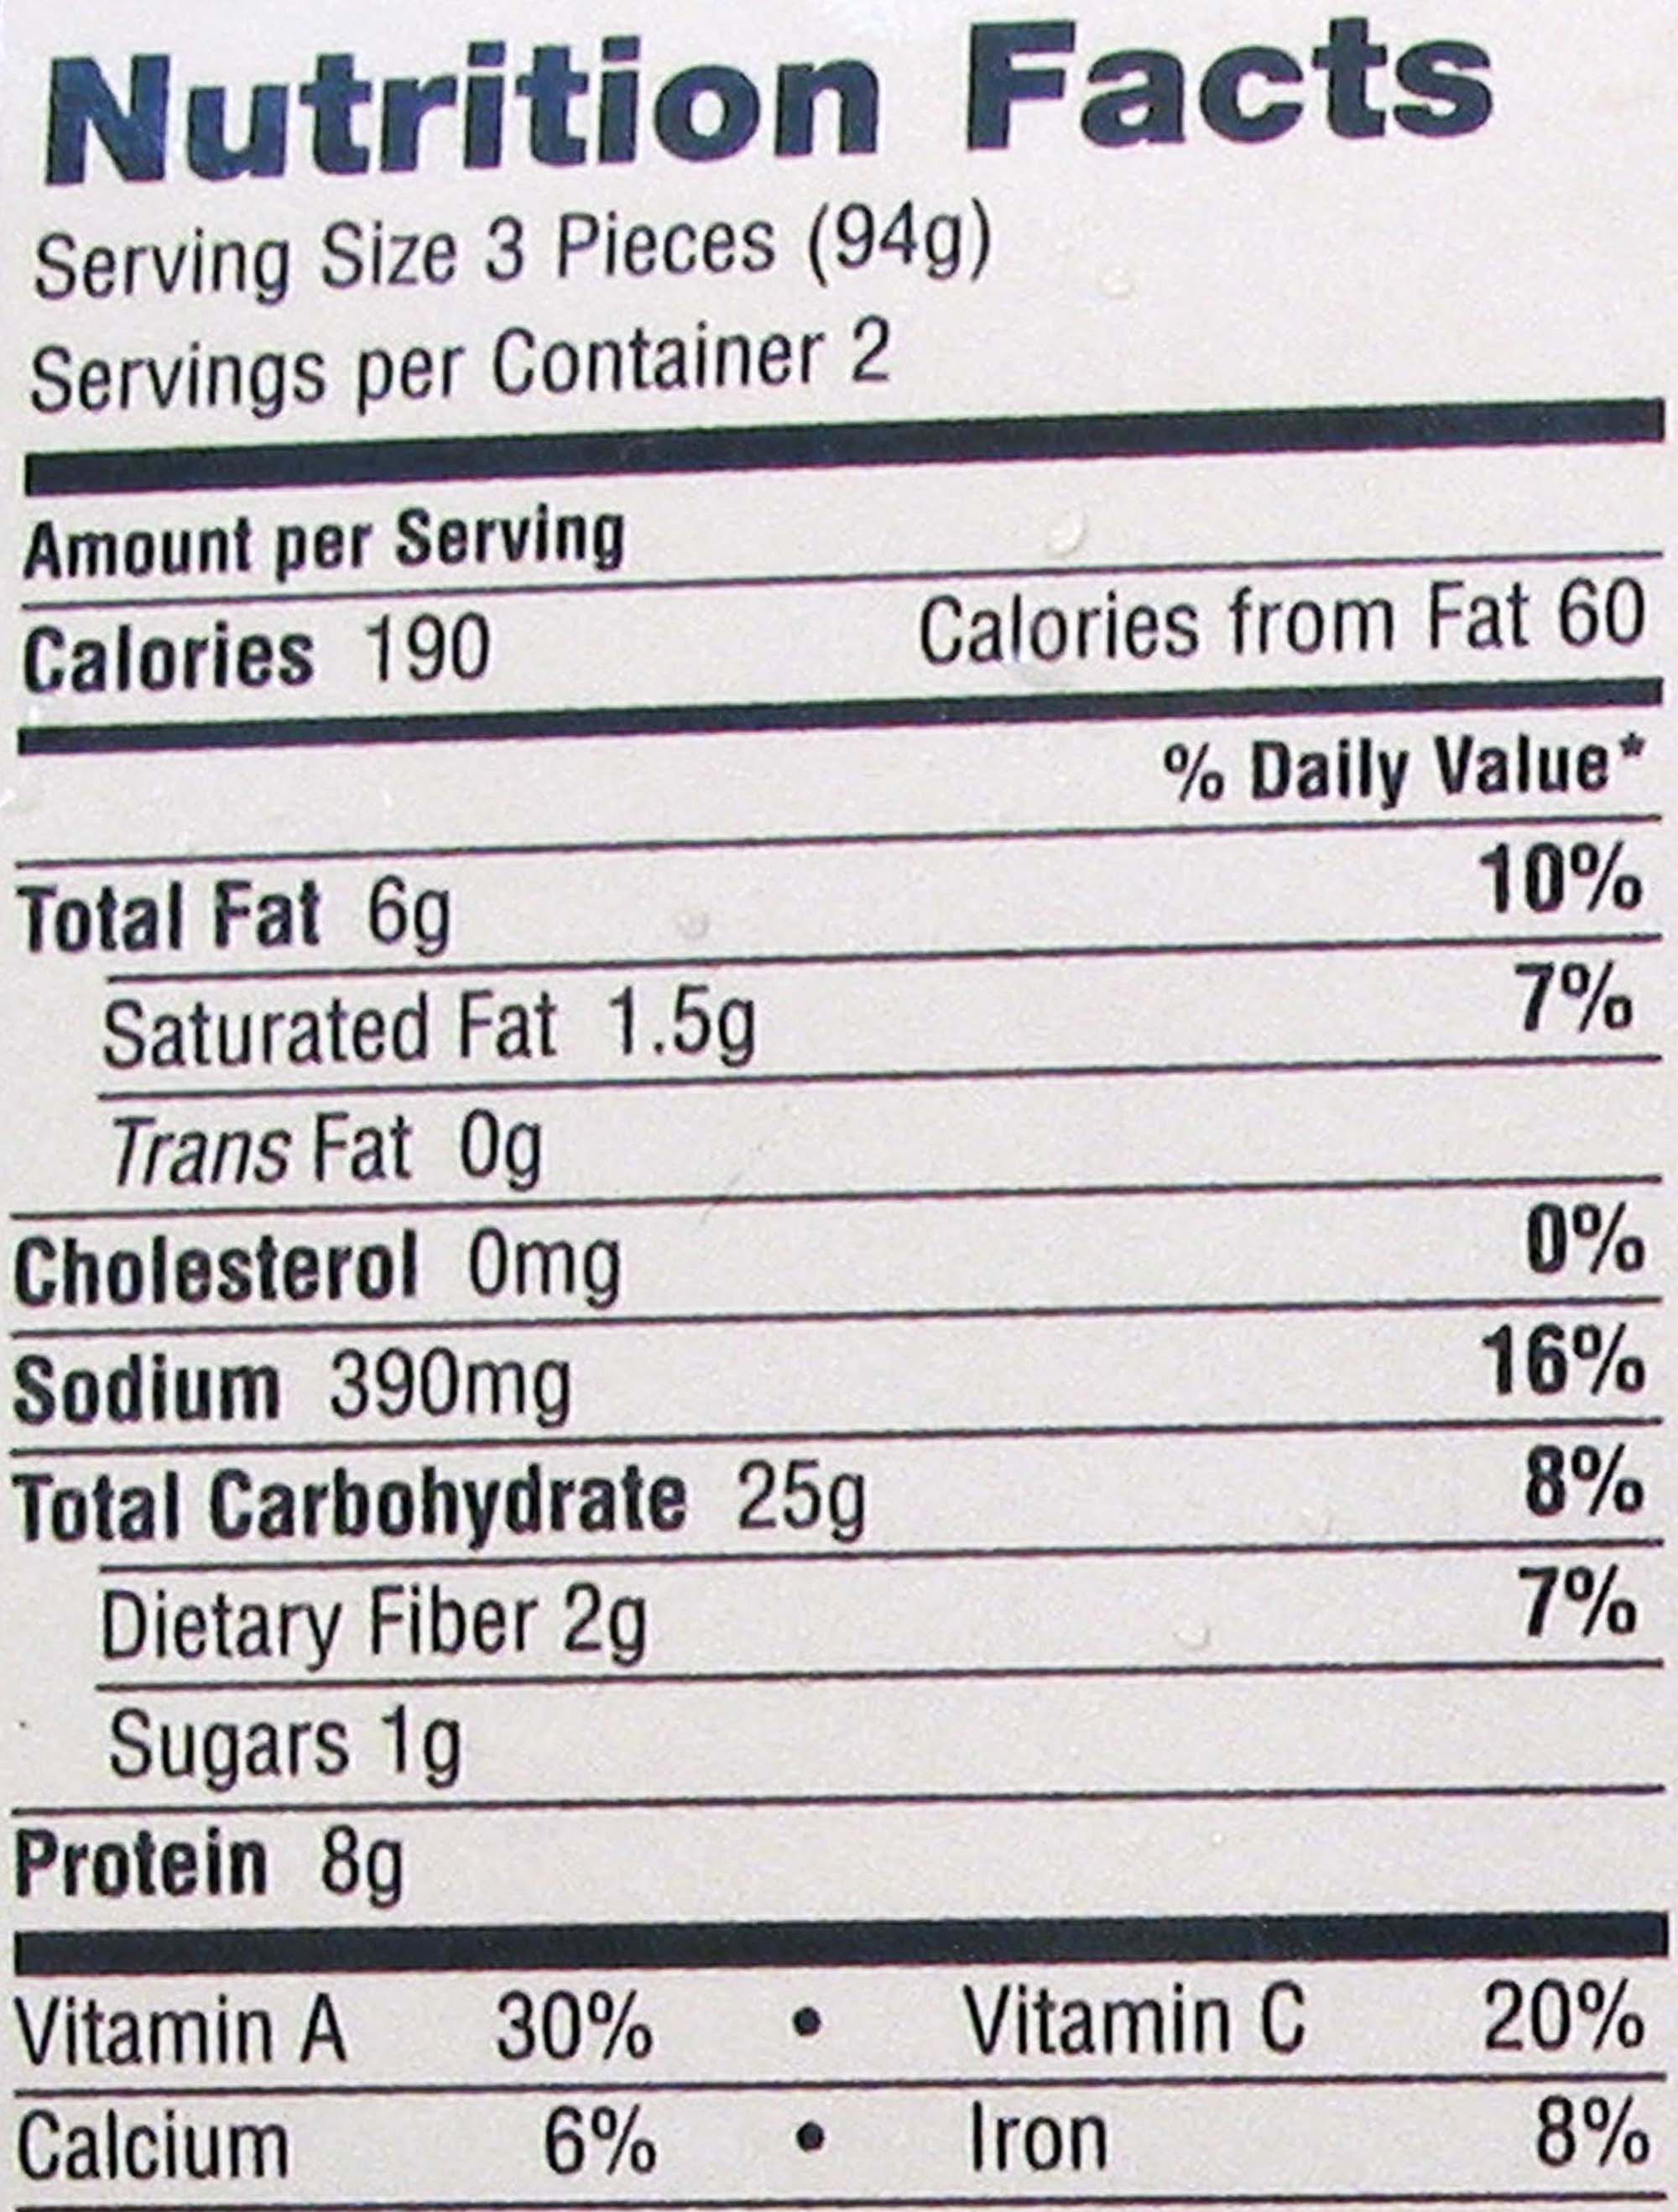 Nutrition Facts
Serving Size 3 Pieces (94g)
Servings per Container 2
Amount per Serving
Calories 190 Calories from Fat 60
% Daily Value*
Total Fat 6g 10%
Saturated Fat 1.5g 7%
Trans Fat 0g
Cholesterol 0mg 0%
Sodium 390mg 16%
Total Carbohydrate 25g 8%
Dietary Fiber 2g 7%
Sugars 1g
Protein 8g
Vitamin A 30% • Vitamin C 20%
Calcium 6% • Iron 8%